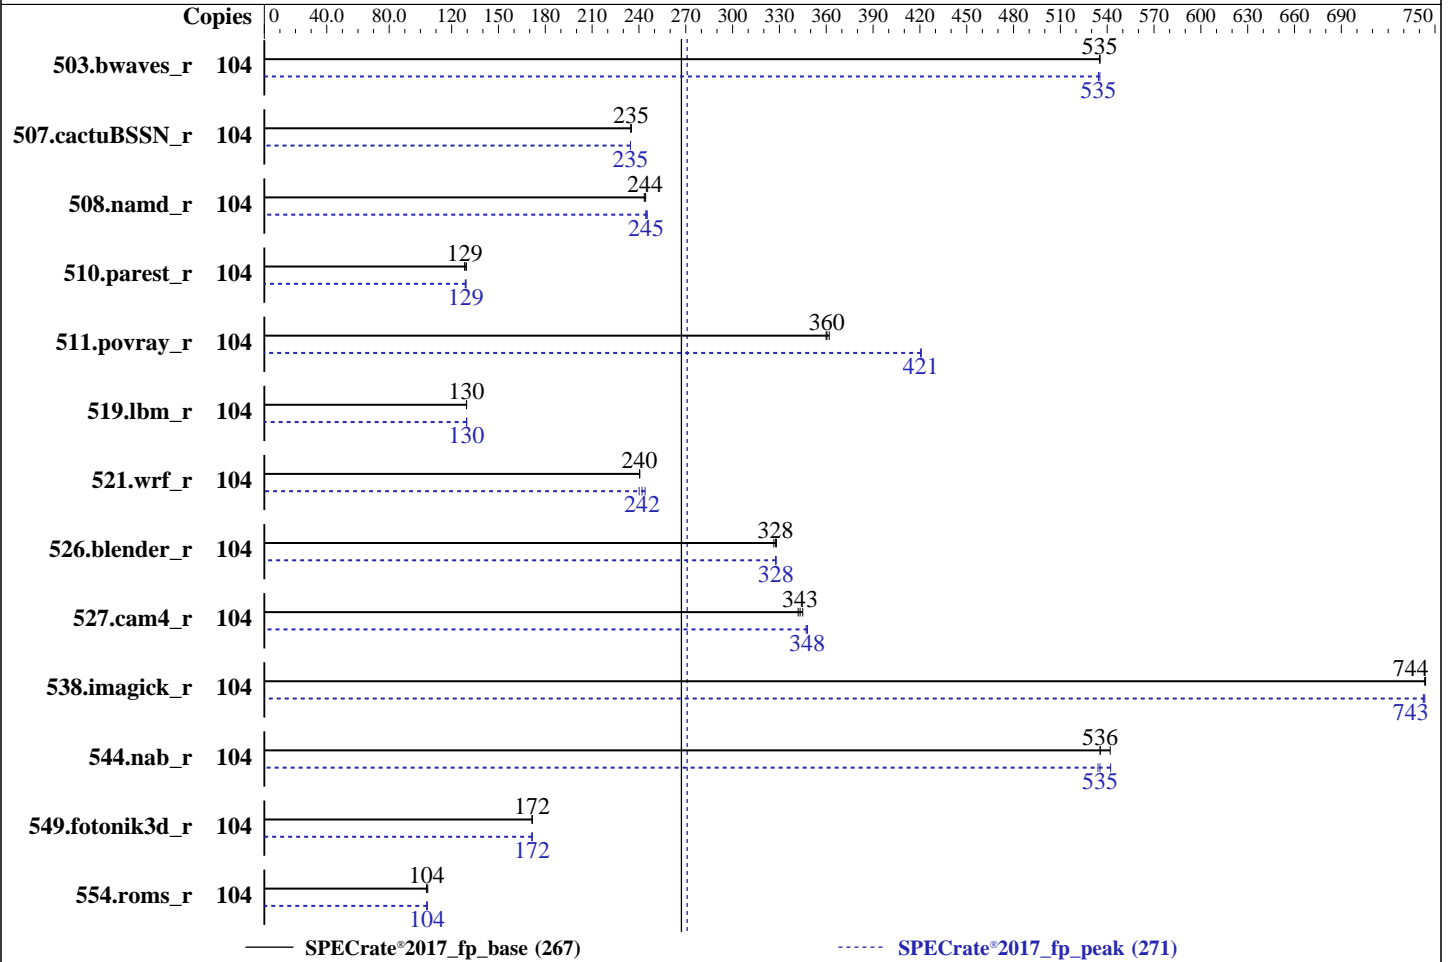 Copies 0 40.0 80.0 120 150 180 210 240 270 300 330 360 390 420 450 480 510 540 570 600 630 660 690 750
503.bwaves_r 104 535
535
507.cactuBSSN_r 104 235
235
508.namd_r 104 244
245
510.parest_r 104 129
129
511.povray_r 104 360
421
519.lbm_r 104 130
130
521.wrf_r 104 240
242
526.blender_r 104 328
328
527.cam4_r 104 343
348
538.imagick_r 104 744
743
544.nab_r 104 536
535
549.fotonik3d_r 104 172
172
554.roms_r 104 104
104
SPECrate®2017_fp_base (267) SPECrate®2017_fp_peak (271)